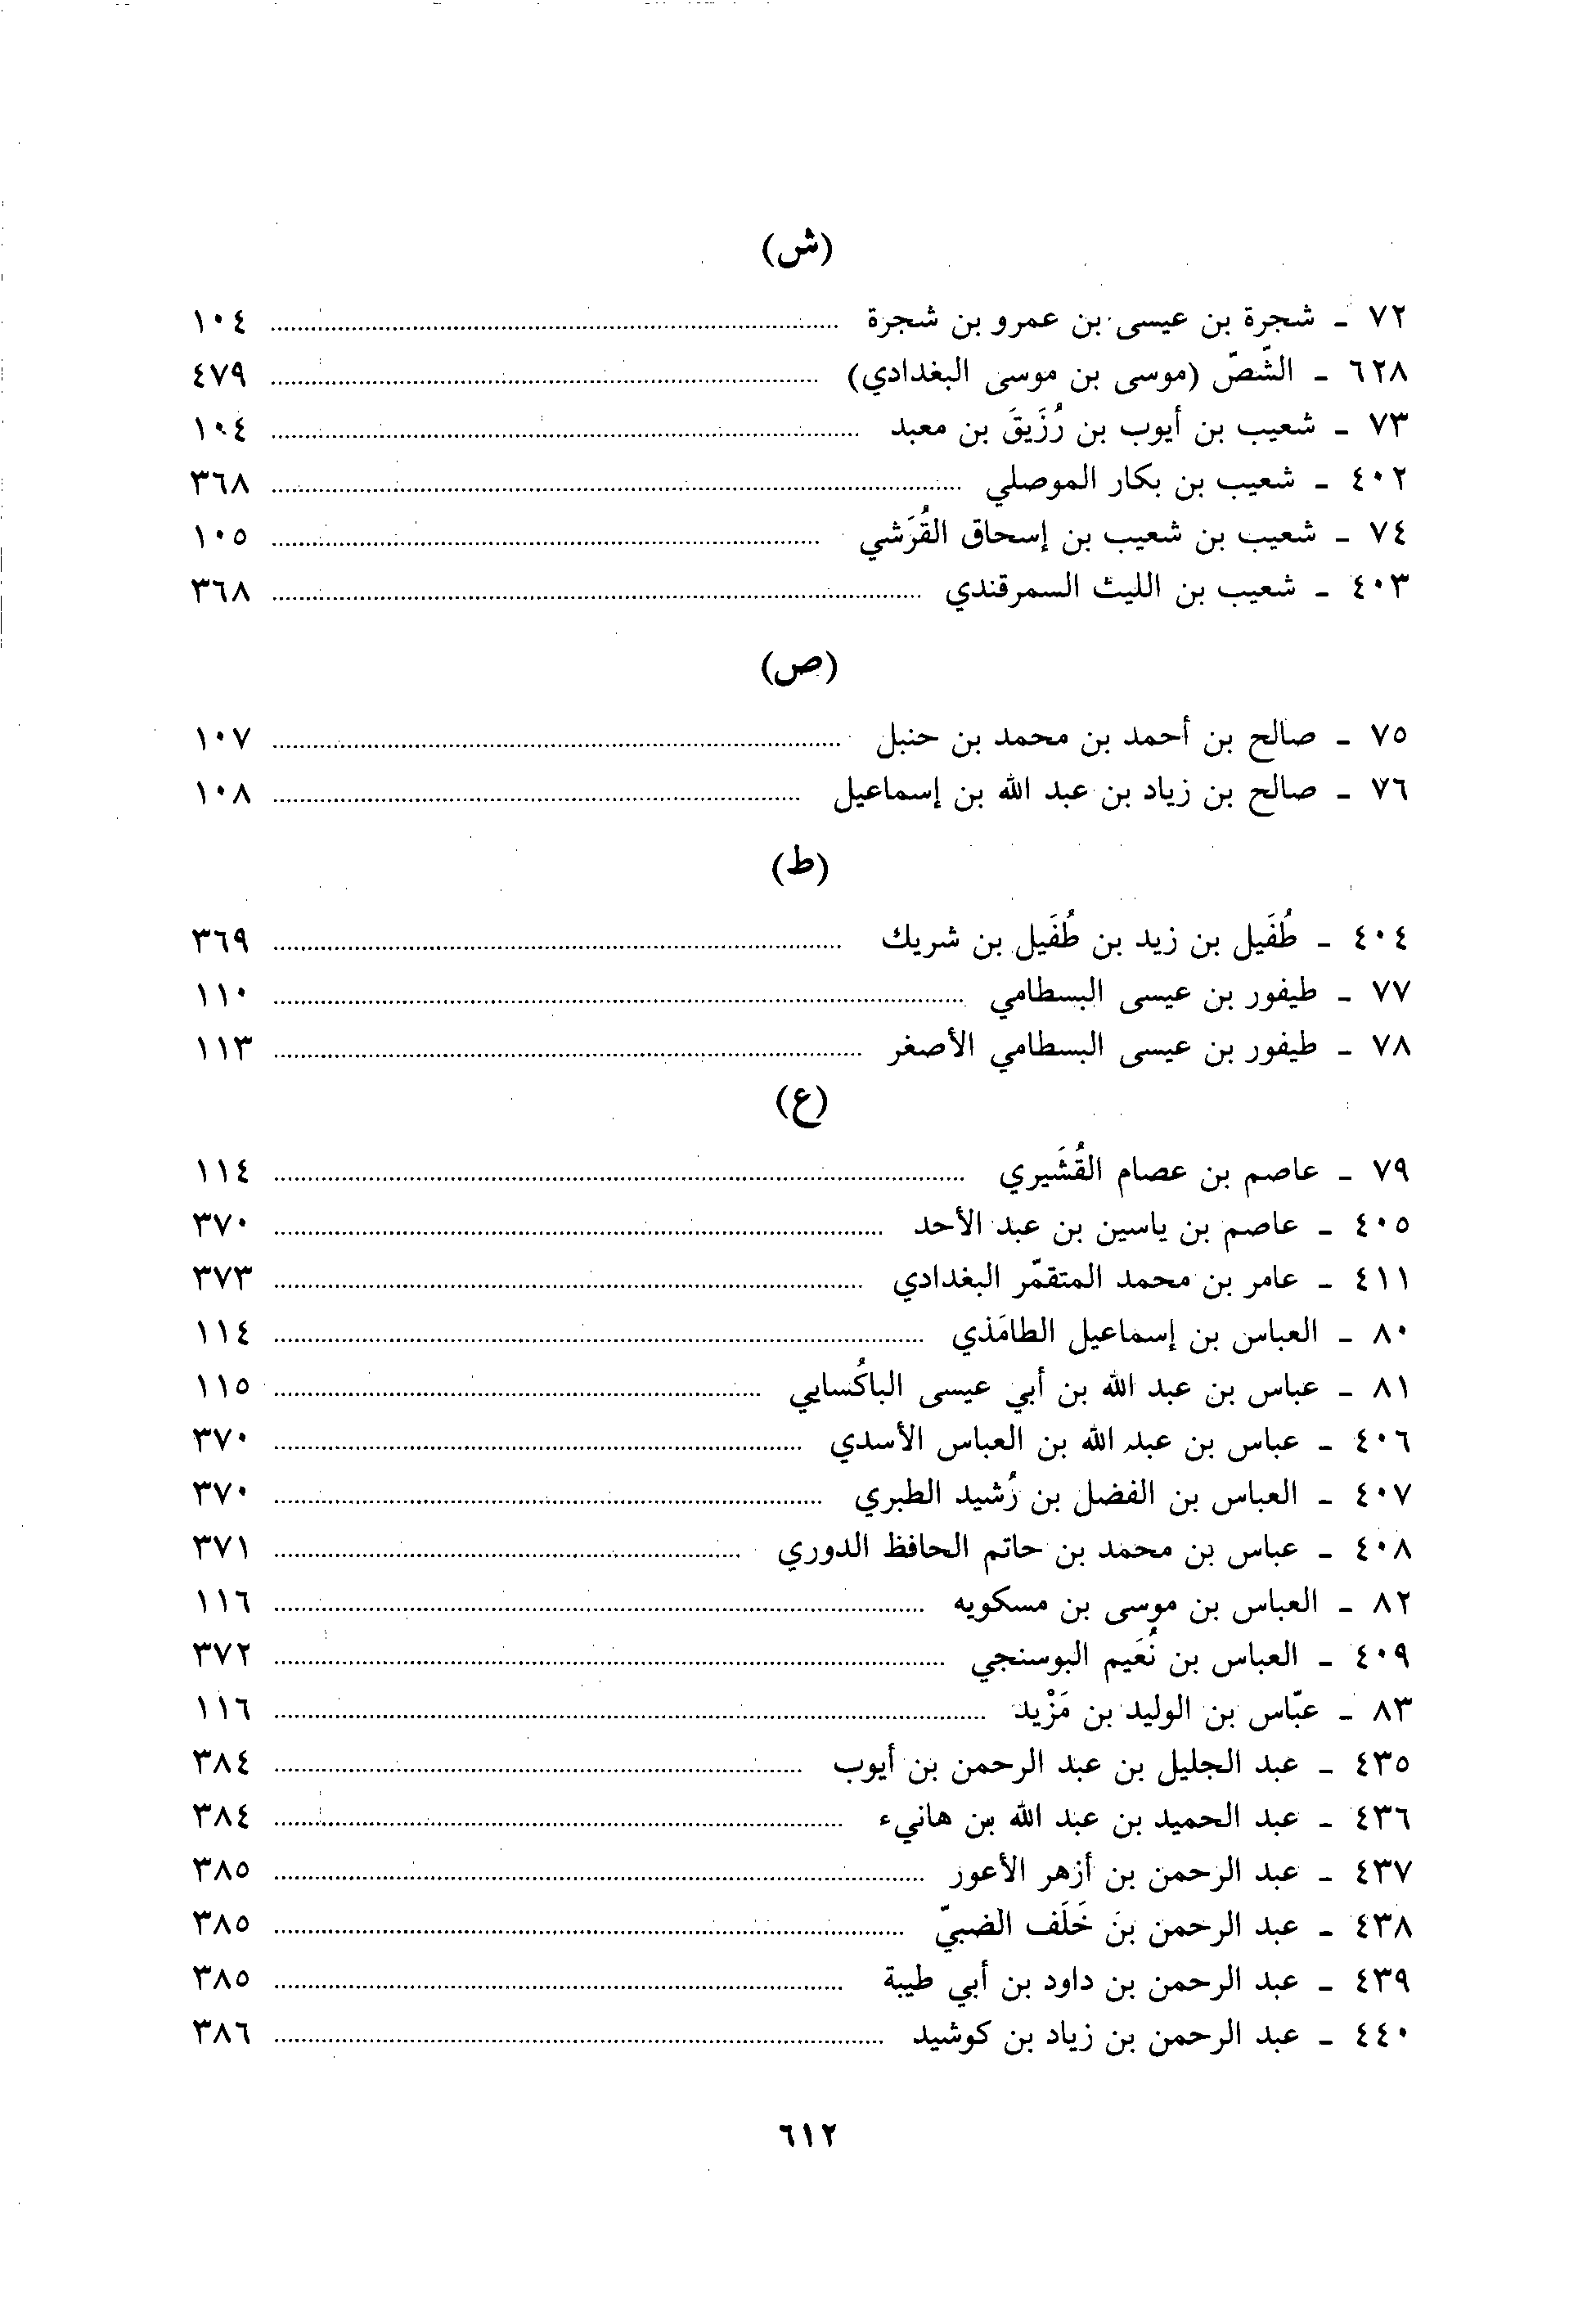 (ش)
٧٢ - شجرة بن عيسى بن عمرو بن شجرة ........ ١٠٤
٦٢٨ - الشّصّ (موسى بن موسى البغدادي) ........ ٤٧٩
٧٣ - شعيب بن أيوب بن رُزَيقَ بن معبد ........ ١٠٤
٤٠٢ - شعيب بن بكار الموصلي ........ ٣٦٨
٧٤ - شعيب بن شعيب بن إسحاق القُرَشي ........ ١٠٥
٤٠٣ - شعيب بن الليث السمرقندي ........ ٣٦٨
(ص)
٧٥ - صالح بن أحمد بن محمد بن حنبل ........ ١٠٧
٧٦ - صالح بن زياد بن عبد الله بن إسماعيل ........ ١٠٨
(ط)
٤٠٤ - طُفَيل بن زيد بن طُفَيل بن شريك ........ ٣٦٩
٧٧ - طيفور بن عيسى البسطامي ........ ١١٠
٧٨ - طيفور بن عيسى البسطامي الأصغر ........ ١١٣
(ع)
٧٩ - عاصم بن عصام القُشَيري ........ ١١٤
٤٠٥ - عاصم بن ياسين بن عبد الأحد ........ ٣٧٠
٤١١ - عامر بن محمد المتقمّر البغدادي ........ ٣٧٣
٨٠ - العباس بن إسماعيل الطامَذي ........ ١١٤
٨١ - عباس بن عبد الله بن أبي عيسى الباكُسايي ........ ١١٥
٤٠٦ - عباس بن عبد الله بن العباس الأسدي ........ ٣٧٠
٤٠٧ - العباس بن الفضل بن رُشيد الطبري ........ ٣٧٠
٤٠٨ - عباس بن محمد بن حاتم الحافظ الدوري ........ ٣٧١
٨٢ - العباس بن موسى بن مسكويه ........ ١١٦
٤٠٩ - العباس بن نُعَيم البوسنجي ........ ٣٧٢
٨٣ - عبّاس بن الوليد بن مَزْيد ........ ١١٦
٤٣٥ - عبد الجليل بن عبد الرحمن بن أيوب ........ ٣٨٤
٤٣٦ - عبد الحميد بن عبد الله بن هانيء ........ ٣٨٤
٤٣٧ - عبد الرحمن بن أزهر الأعور ........ ٣٨٥
٤٣٨ - عبد الرحمن بن خَلَف الضبيّ ........ ٣٨٥
٤٣٩ - عبد الرحمن بن داود بن أبي طيبة ........ ٣٨٥
٤٤٠ - عبد الرحمن بن زياد بن كوشيد ........ ٣٨٦
٦١٢